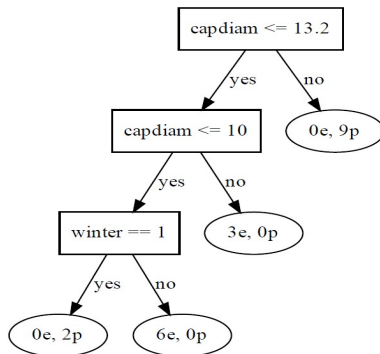 capdiam <= 13.2
yes
no
capdiam <= 10
0e, 9p
yes
no
winter == 1
3e, 0p
yes
no
0e, 2p
6e, 0p